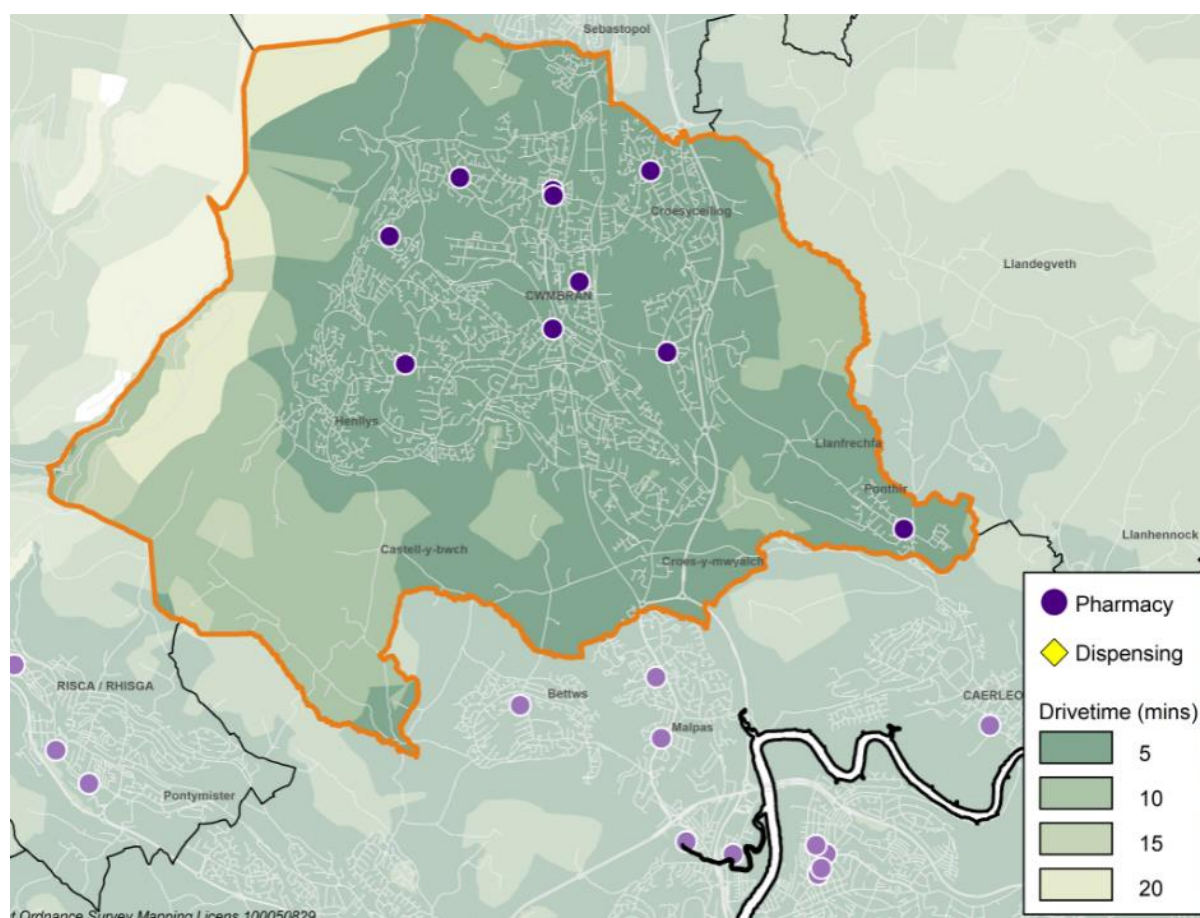 Sebastopol
Croesyceiliog
Llandegveth
CWMBRAN
Henllys
Llanfrechfa
Ponthir
Llanhennock
Castell-y-bwch
Croes-y-mwyalch
RISCA / RHISGA
Bettws
CAERLEO
Malpas
Pontymister
Pharmacy
Dispensing
Drivetime (mins)
5
10
15
20
t Ordnance Survey Mapping Licens 100050829